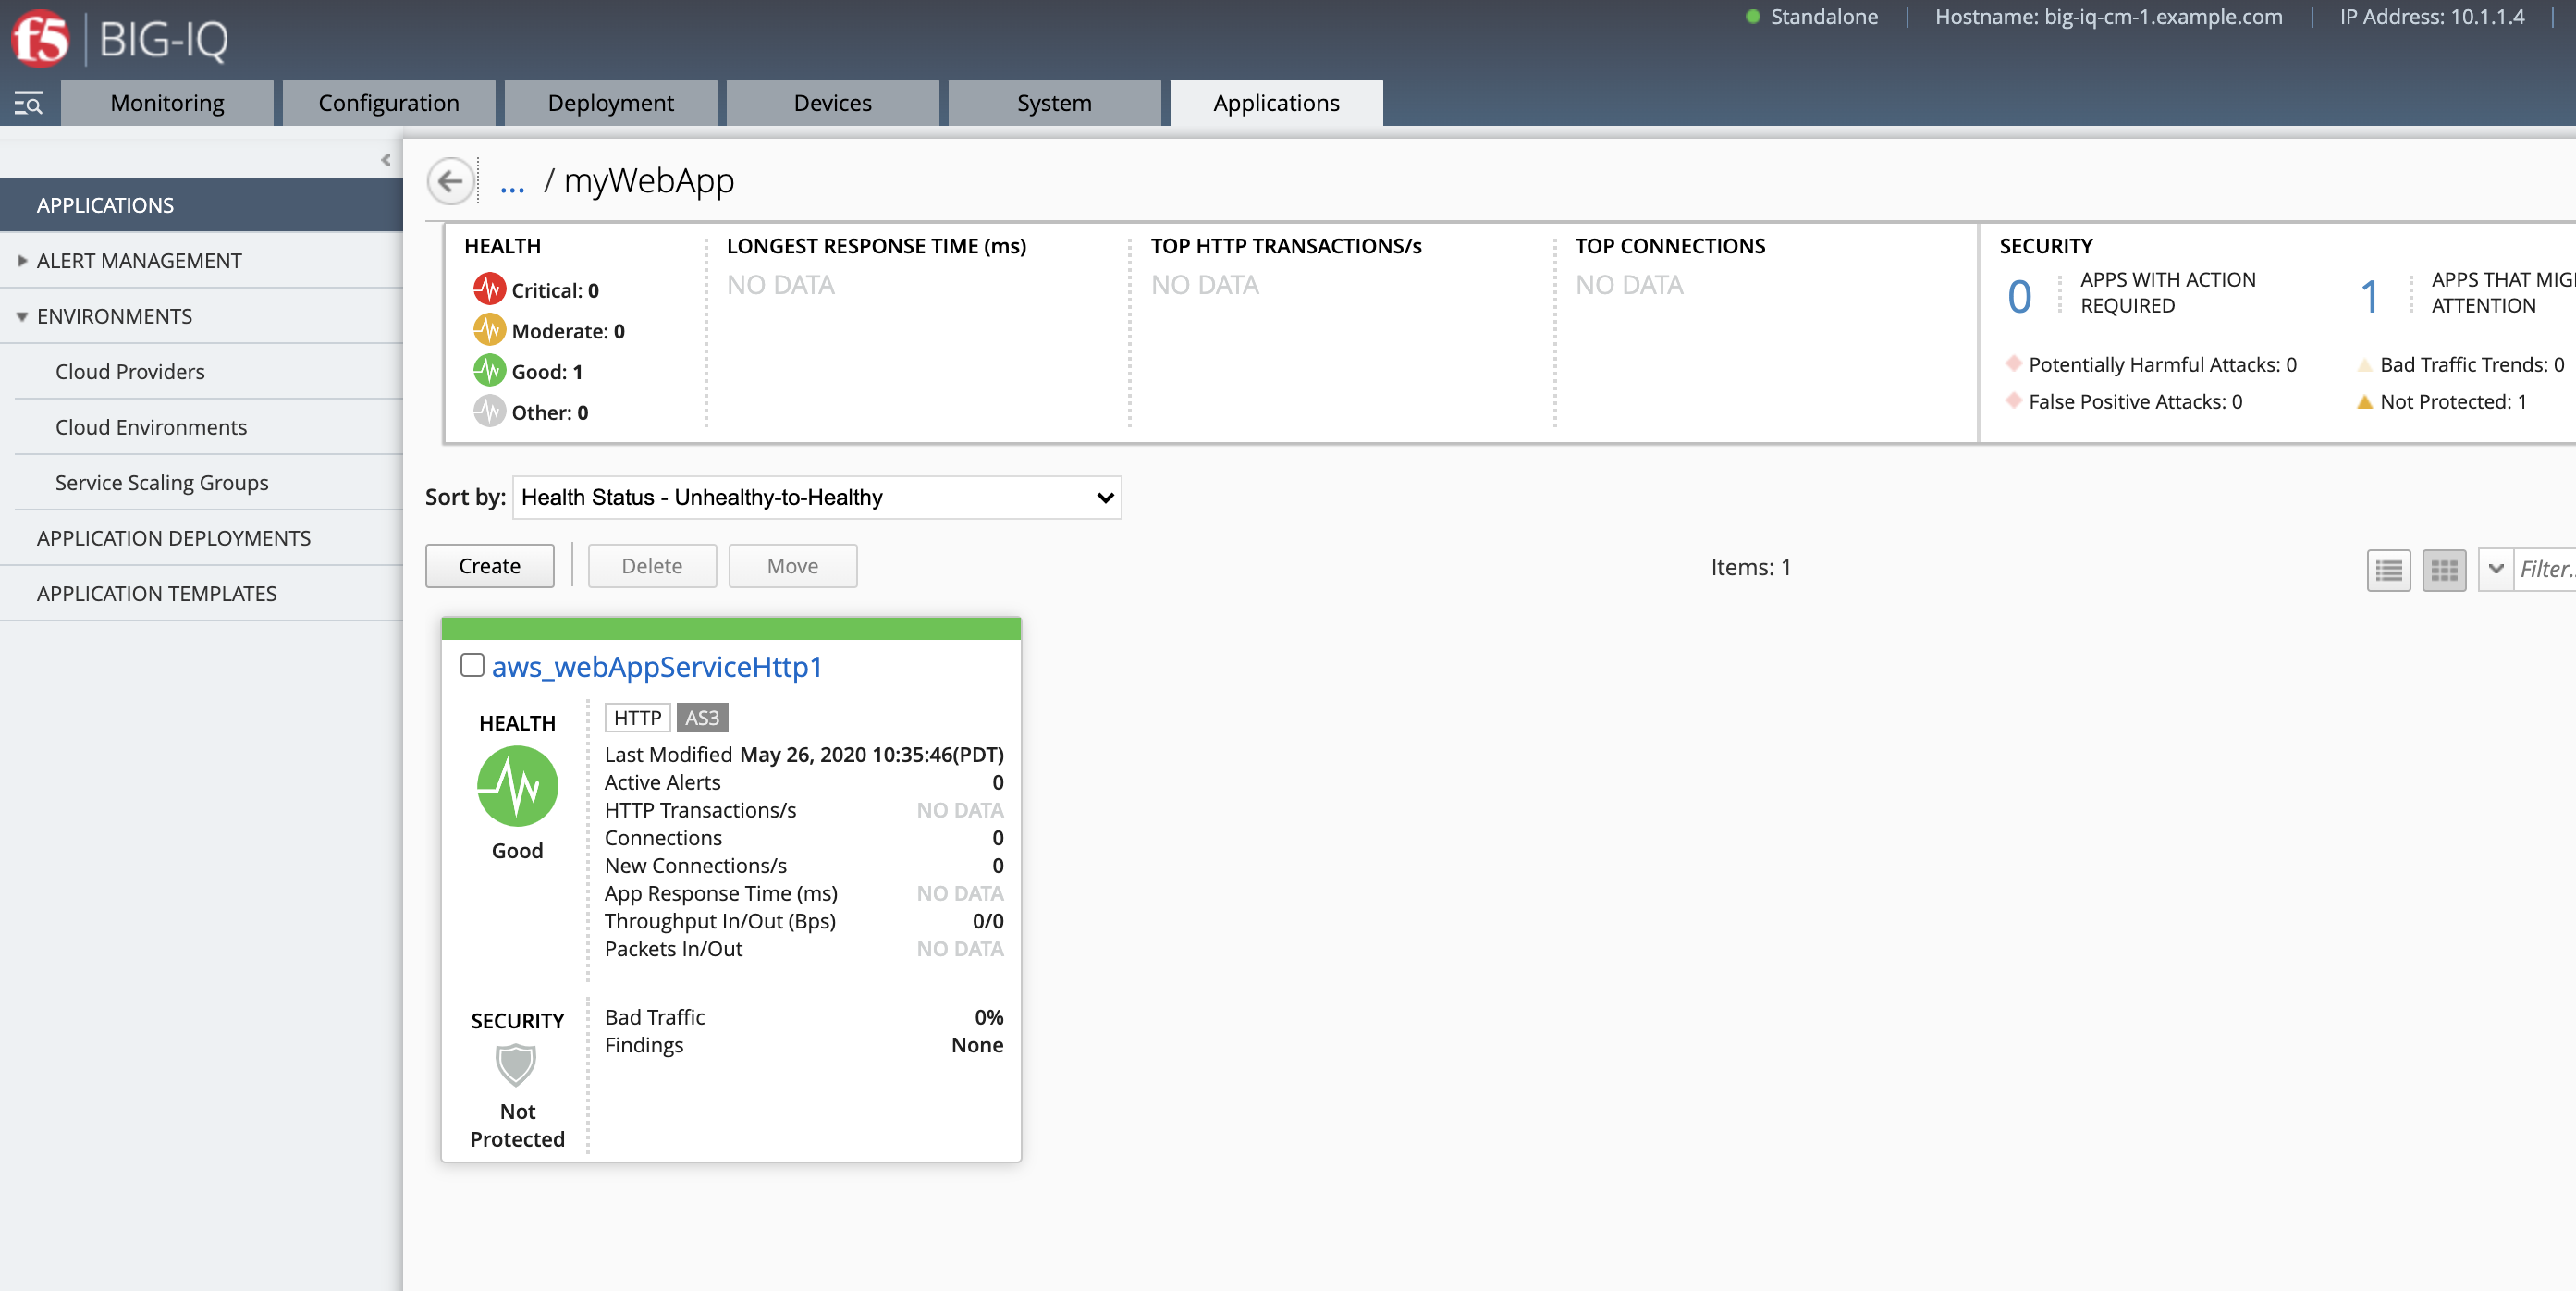 f5 BIG-IQ
Standalone | Hostname: big-iq-cm-1.example.com | IP Address: 10.1.1.4 |
Monitoring Configuration Deployment Devices System Applications
... / myWebApp
APPLICATIONS
ALERT MANAGEMENT
ENVIRONMENTS
Cloud Providers
Cloud Environments
Service Scaling Groups
APPLICATION DEPLOYMENTS
APPLICATION TEMPLATES
HEALTH
Critical: 0
Moderate: 0
Good: 1
Other: 0
LONGEST RESPONSE TIME (ms)
NO DATA
TOP HTTP TRANSACTIONS/s
NO DATA
TOP CONNECTIONS
NO DATA
SECURITY
0 APPS WITH ACTION
REQUIRED
1 APPS THAT MIG
ATTENTION
Potentially Harmful Attacks: 0
False Positive Attacks: 0
Bad Traffic Trends: 0
Not Protected: 1
Sort by: Health Status - Unhealthy-to-Healthy
Create Delete Move Items: 1 Filter..
aws_webAppServiceHttp1
HEALTH
Good
HTTP AS3
Last Modified May 26, 2020 10:35:46(PDT)
Active Alerts 0
HTTP Transactions/s NO DATA
Connections 0
New Connections/s 0
App Response Time (ms) NO DATA
Throughput In/Out (Bps) 0/0
Packets In/Out NO DATA
SECURITY
Not
Protected
Bad Traffic 0%
Findings None